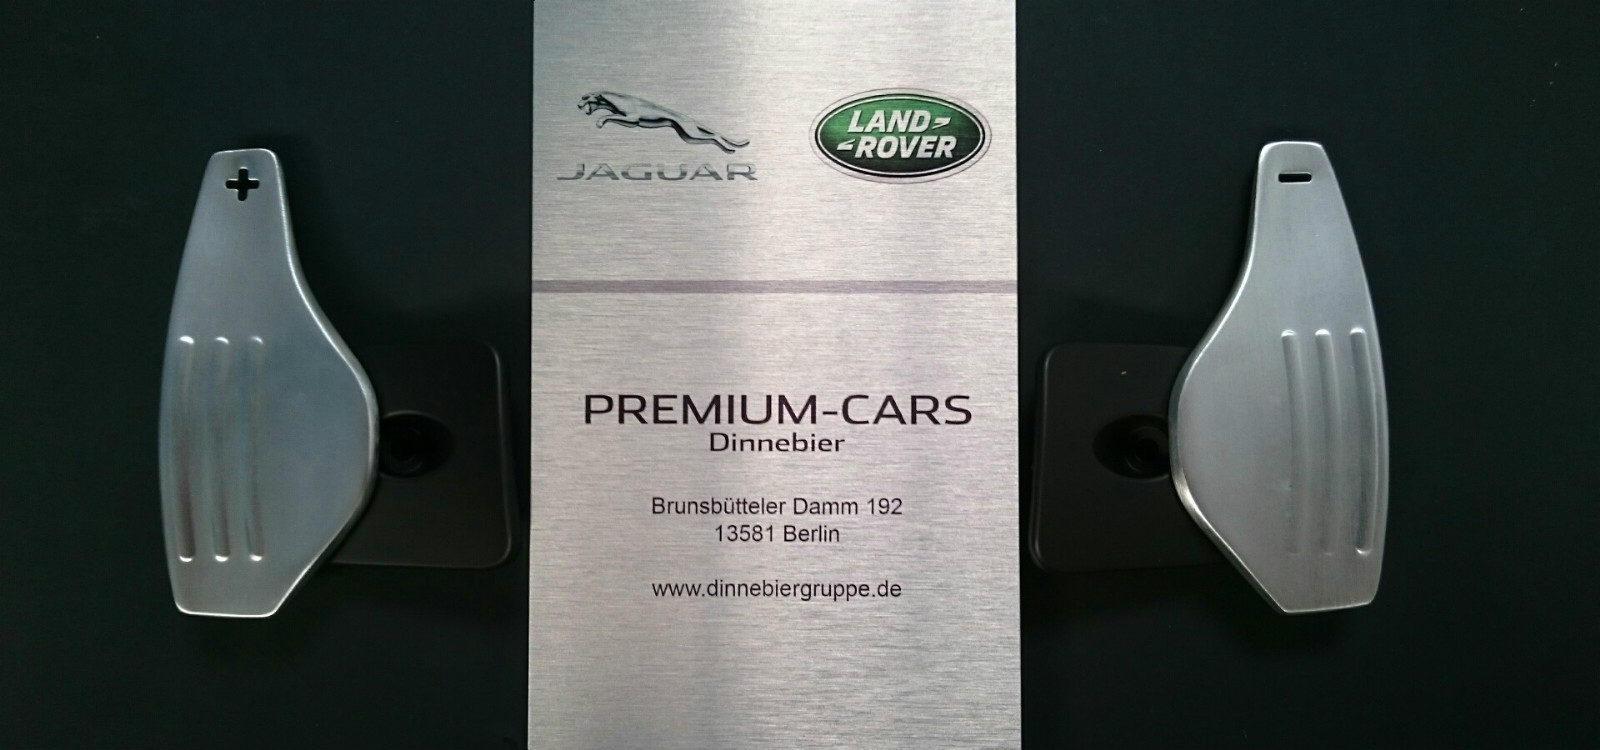 JAGUAR
LAND
ROVER
+
-
PREMIUM-CARS
Dinnebier
Brunsbütteler Damm 192
13581 Berlin
www.dinnebiergruppe.de